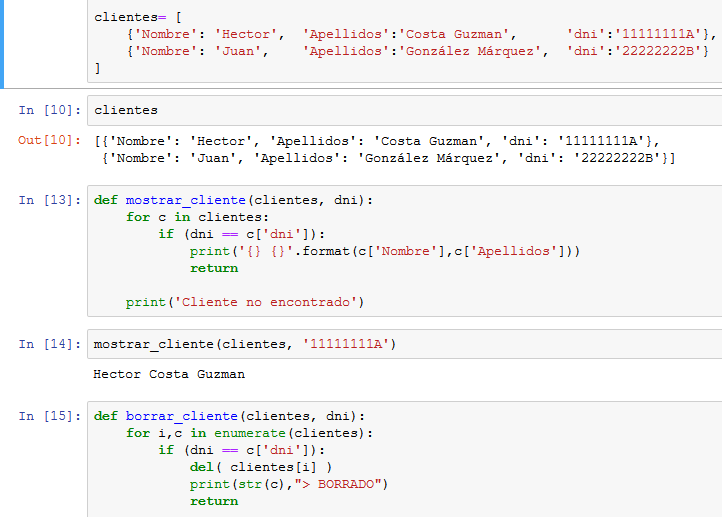 clientes= [
    {'Nombre': 'Hector',  'Apellidos':'Costa Guzman',      'dni':'11111111A'},
    {'Nombre': 'Juan',    'Apellidos':'González Márquez',  'dni':'22222222B'}
]
In [10]: clientes
Out[10]: [{'Nombre': 'Hector', 'Apellidos': 'Costa Guzman', 'dni': '11111111A'},
 {'Nombre': 'Juan', 'Apellidos': 'González Márquez', 'dni': '22222222B'}]
In [13]: def mostrar_cliente(clientes, dni):
    for c in clientes:
        if (dni == c['dni']):
            print('{} {}'.format(c['Nombre'],c['Apellidos']))
            return
    print('Cliente no encontrado')
In [14]: mostrar_cliente(clientes, '11111111A')
Hector Costa Guzman
In [15]: def borrar_cliente(clientes, dni):
    for i,c in enumerate(clientes):
        if (dni == c['dni']):
            del( clientes[i] )
            print(str(c),"> BORRADO")
            return